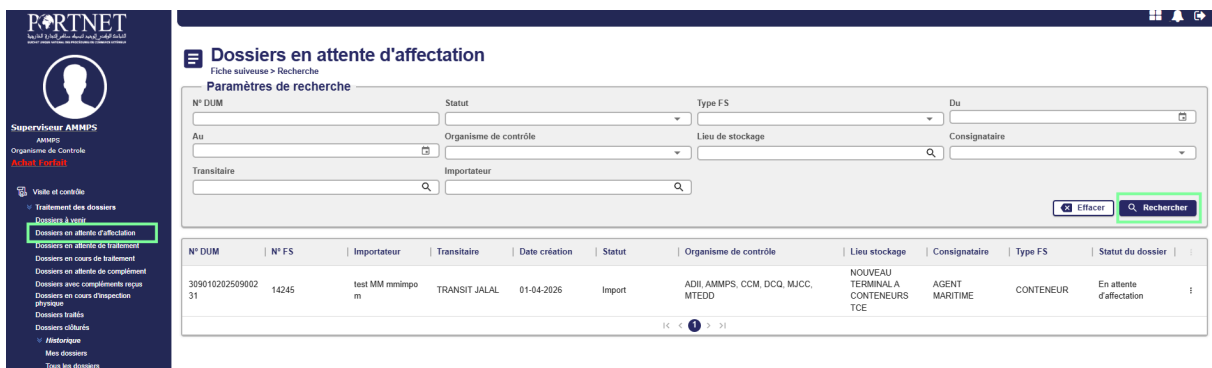 PORTNET
Dossiers en attente d'affectation
Fiche suiveuse > Recherche
Paramètres de recherche
N° DUM
Statut
Type FS
Du
Au
Organisme de contrôle
Lieu de stockage
Consignataire
Transitaire
Importateur
Effacer
Rechercher
Superviseur AMMPS
AMMPS
Organisme de Controle
Achat Forfait
Visite et contrôle
Traitement des dossiers
Dossiers à venir
Dossiers en attente d'affectation
Dossiers en attente de traitement
Dossiers en cours de traitement
Dossiers en attente de complément
Dossiers avec compléments reçus
Dossiers en cours d'inspection
physique
Dossiers traités
Dossiers clôturés
Historique
Mes dossiers
Tous les dossiers
N° DUM | N° FS | Importateur | Transitaire | Date création | Statut | Organisme de contrôle | Lieu stockage | Consignataire | Type FS | Statut du dossier
309010202509002
31
14245
test MM mmimpo
m
TRANSIT JALAL
01-04-2026
Import
ADII, AMMPS, CCM, DCQ, MJCC,
MTEDD
NOUVEAU
TERMINAL A
CONTENEURS
TCE
AGENT
MARITIME
CONTENEUR
En attente
d'affectation
1